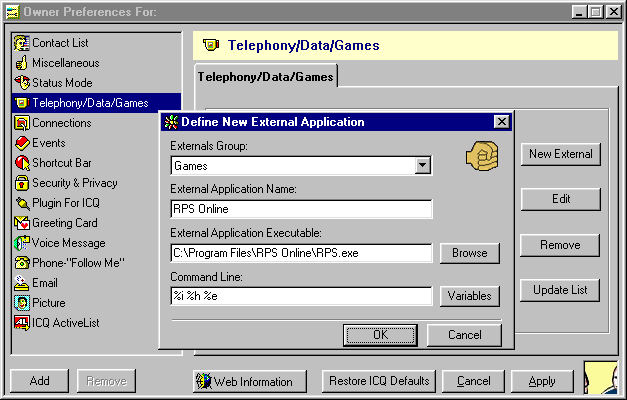 Owner Preferences For:
Contact List
Miscellaneous
Status Mode
Telephony/Data/Games
Connections
Events
Shortcut Bar
Security & Privacy
Plugin For ICQ
Greeting Card
Voice Message
Phone-"Follow Me"
Email
Picture
ICQ ActiveList
Telephony/Data/Games
Telephony/Data/Games
Define New External Application
Externals Group:
Games
External Application Name:
RPS Online
External Application Executable:
C:\Program Files\RPS Online\RPS.exe
Browse
Command Line:
%i %h %e
Variables
OK
Cancel
New External
Edit
Remove
Update List
Add
Remove
Web Information
Restore ICQ Defaults
Cancel
Apply